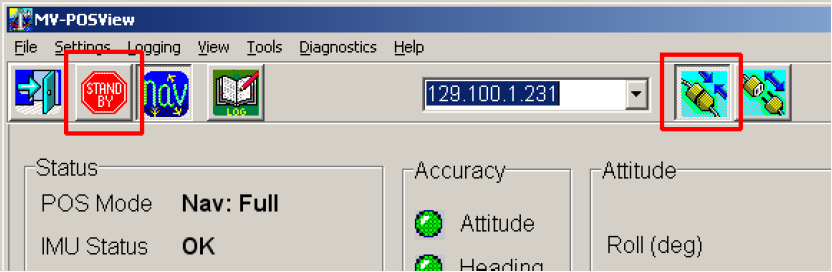 MV-POSView
File Settings Logging View Tools Diagnostics Help
STAND
BY
nav
LOG
129.100.1.231
Status
POS Mode Nav: Full
IMU Status OK
Accuracy
Attitude
Heading
Attitude
Roll (deg)